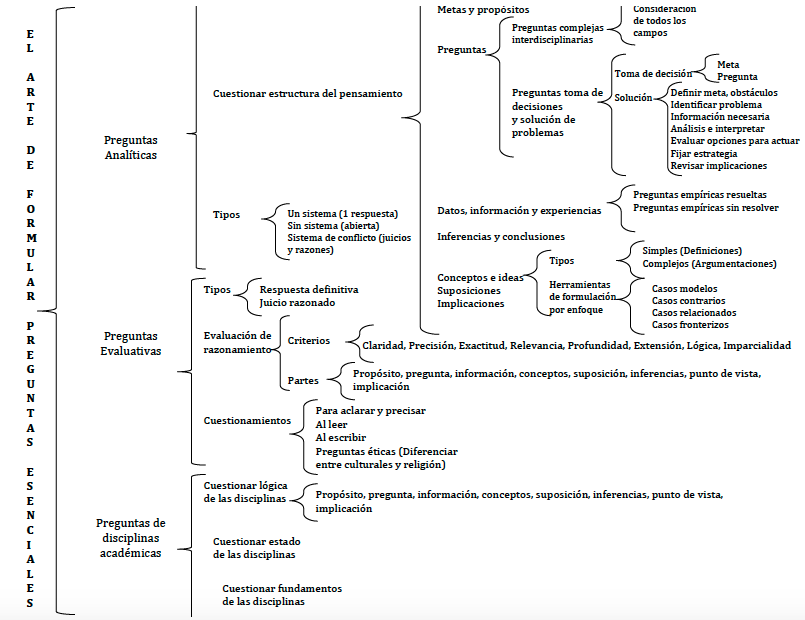 EL ARTE DE FORMULAR PREGUNTAS ESENCIALES
Preguntas
Analíticas
Cuestionar estructura del pensamiento
Metas y propósitos
Preguntas
Preguntas complejas
interdisciplinarias
Consideración
de todos los
campos
Preguntas toma de
decisiones
y solución de
problemas
Toma de decisión
Meta
Pregunta
Solución
Definir meta, obstáculos
Identificar problema
Información necesaria
Análisis e interpretar
Evaluar opciones para actuar
Fijar estrategia
Revisar implicaciones
Datos, información y experiencias
Preguntas empíricas resueltas
Preguntas empíricas sin resolver
Inferencias y conclusiones
Conceptos e ideas
Suposiciones
Implicaciones
Tipos
Simples (Definiciones)
Complejos (Argumentaciones)
Herramientas
de formulación
por enfoque
Casos modelos
Casos contrarios
Casos relacionados
Casos fronterizos
Tipos
Un sistema (1 respuesta)
Sin sistema (abierta)
Sistema de conflicto (juicios
y razones)
Preguntas
Evaluativas
Tipos
Respuesta definitiva
Juicio razonado
Evaluación de
razonamiento
Criterios
Claridad, Precisión, Exactitud, Relevancia, Profundidad, Extensión, Lógica, Imparcialidad
Partes
Propósito, pregunta, información, conceptos, suposición, inferencias, punto de vista,
implicación
Cuestionamientos
Para aclarar y precisar
Al leer
Al escribir
Preguntas éticas (Diferenciar
entre culturales y religión)
Preguntas de
disciplinas
académicas
Cuestionar lógica
de las disciplinas
Propósito, pregunta, información, conceptos, suposición, inferencias, punto de vista,
implicación
Cuestionar estado
de las disciplinas
Cuestionar fundamentos
de las disciplinas